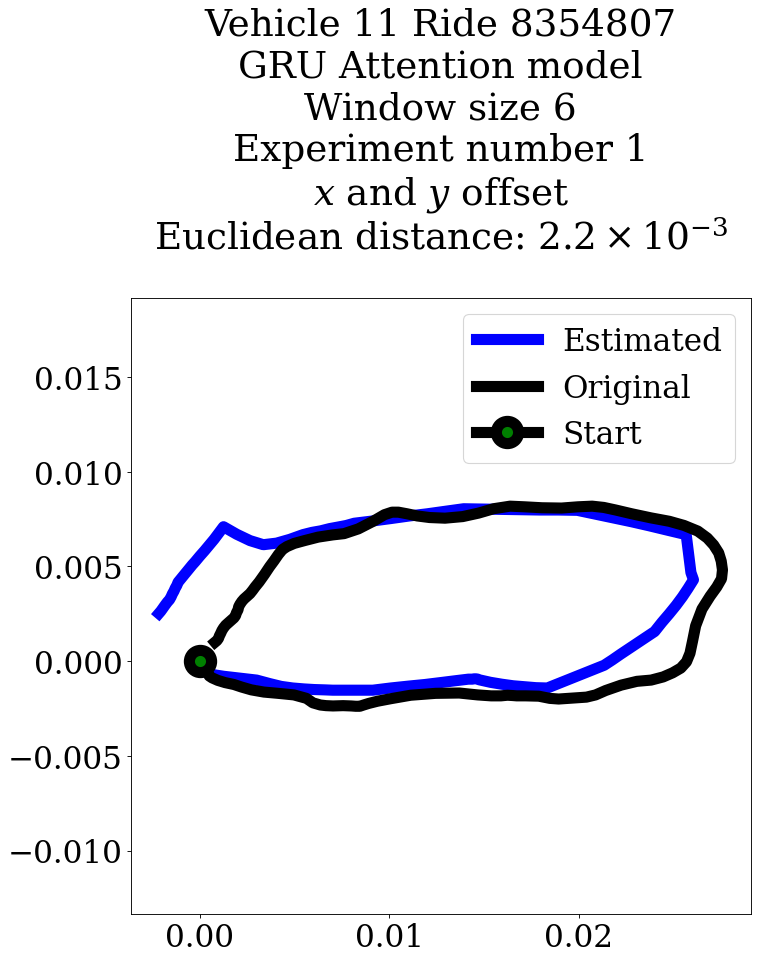 Vehicle 11 Ride 8354807
GRU Attention model
Window size 6
Experiment number 1
x and y offset
Euclidean distance: 2.2 × 10⁻³
Estimated
Original
Start
0.015
0.010
0.005
0.000
−0.005
−0.010
0.00 0.01 0.02